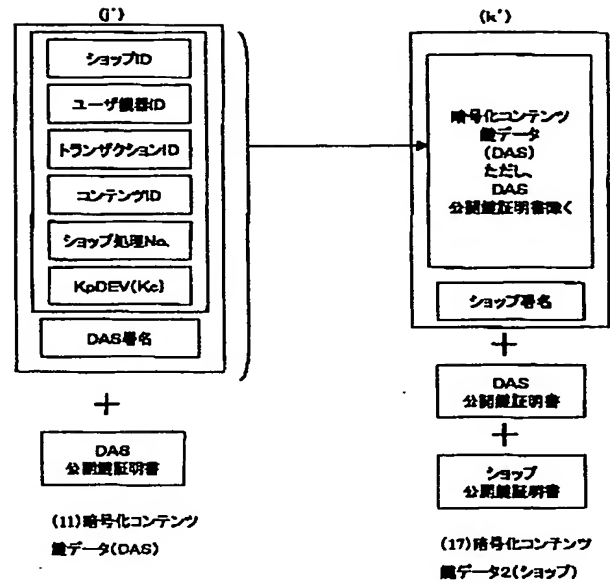 (j')
ショップID
ユーザ機器ID
トランザクションID
コンテンツID
ショップ処理No.
KpDEV(Kc)
DAS署名
+
DAS
公開鍵証明書
(11)暗号化コンテンツ
鍵データ(DAS)
(k')
暗号化コンテンツ
鍵データ
(DAS)
ただし、
DAS
公開鍵証明書除く
ショップ署名
+
DAS
公開鍵証明書
+
ショップ
公開鍵証明書
(17)暗号化コンテンツ
鍵データ2(ショップ)